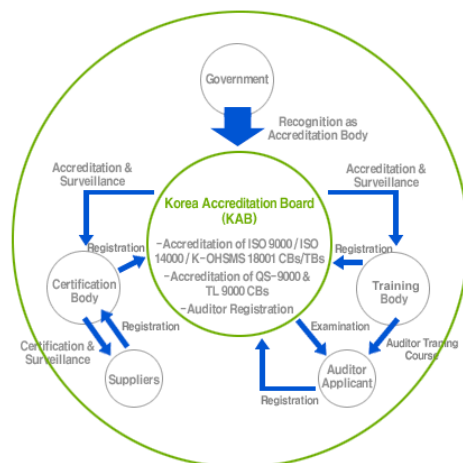 Government
Recognition as
Accreditation Body
Accreditation &
Surveillance
Accreditation &
Surveillance
Korea Accreditation Board
(KAB)
-Accreditation of ISO 9000 / ISO
14000 / K-OHSMS 18001 CBs/TBs
-Accreditation of QS-9000 &
TL 9000 CBs
-Auditor Registration
Registration
Registration
Certification
Body
Training
Body
Registration
Certification &
Surveillance
Suppliers
Examination
Auditor Traning
Course
Auditor
Applicant
Registration